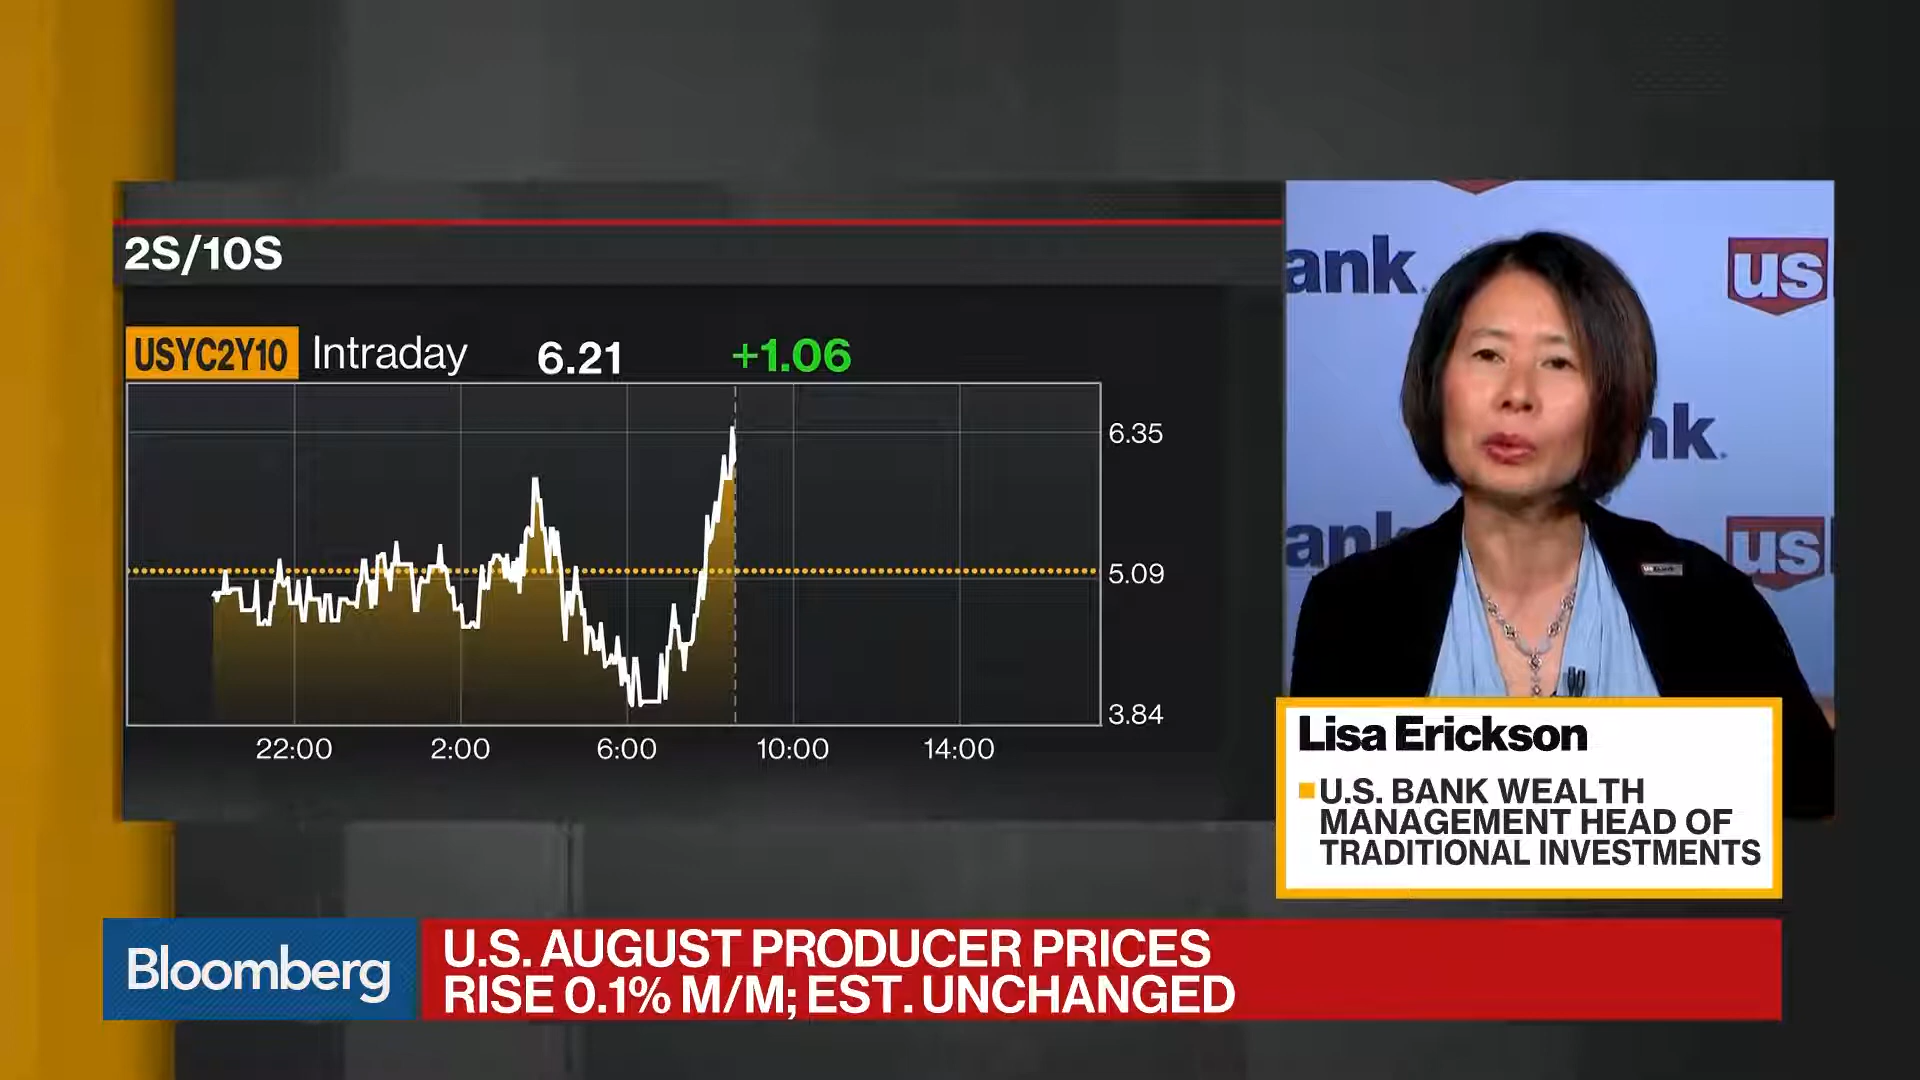 2S/10S
USYC2Y10 Intraday 6.21 +1.06
6.35
5.09
3.84
22:00 2:00 6:00 10:00 14:00
ank.
us
nk.
ank
us
Lisa Erickson
U.S. BANK WEALTH
MANAGEMENT HEAD OF
TRADITIONAL INVESTMENTS
Bloomberg
U.S. AUGUST PRODUCER PRICES
RISE 0.1% M/M; EST. UNCHANGED